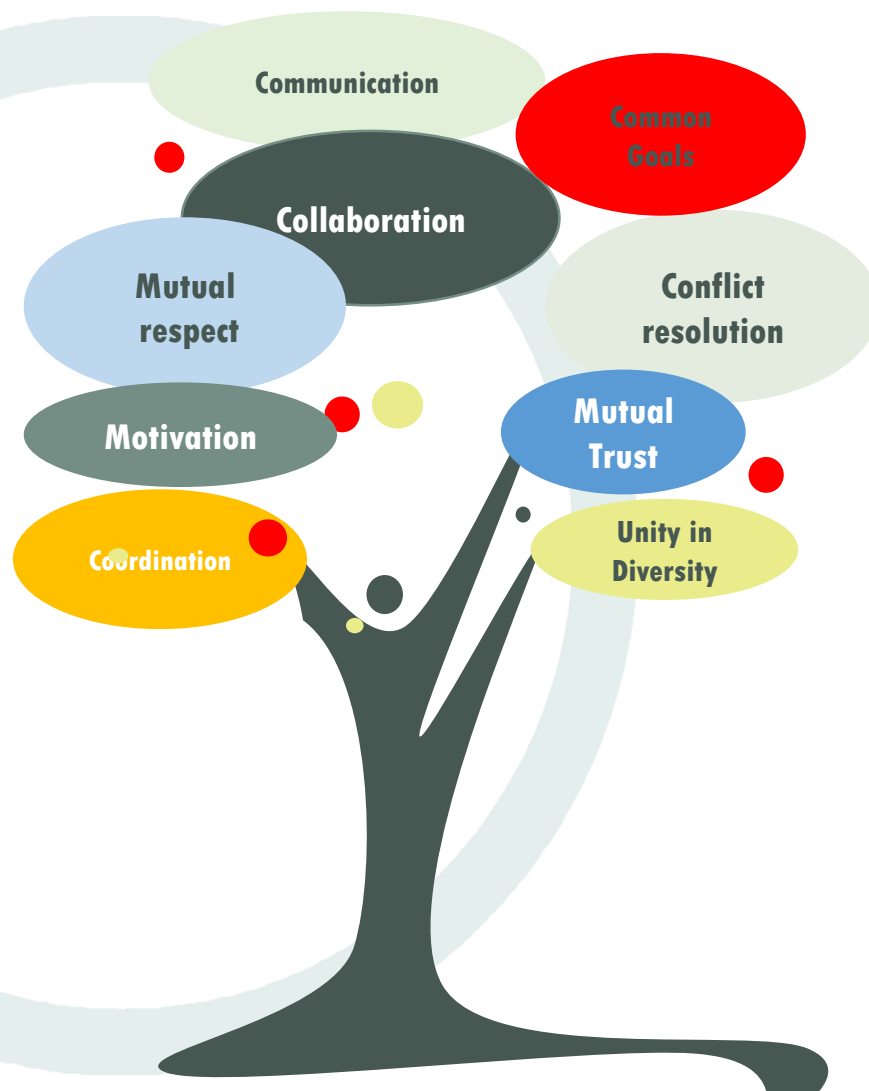 Communication
Common
Goals
Collaboration
Mutual
respect
Conflict
resolution
Motivation
Mutual
Trust
Coordination
Unity in
Diversity